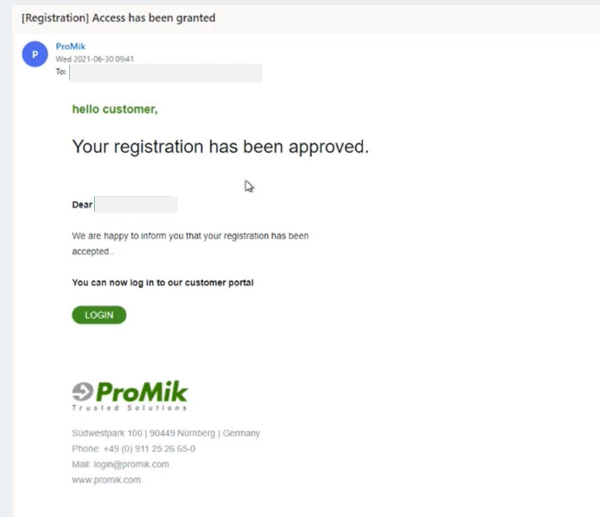 [Registration] Access has been granted
P
ProMik
Wed 2021-06-30 09:41
To:
hello customer,
Your registration has been approved.
Dear
We are happy to inform you that your registration has been
accepted..
You can now log in to our customer portal
LOGIN
ProMik
Trusted Solutions
Südwestpark 100 | 90449 Nürnberg | Germany
Phone: +49 (0) 911 25 26 65-0
Mail: login@promik.com
www.promik.com